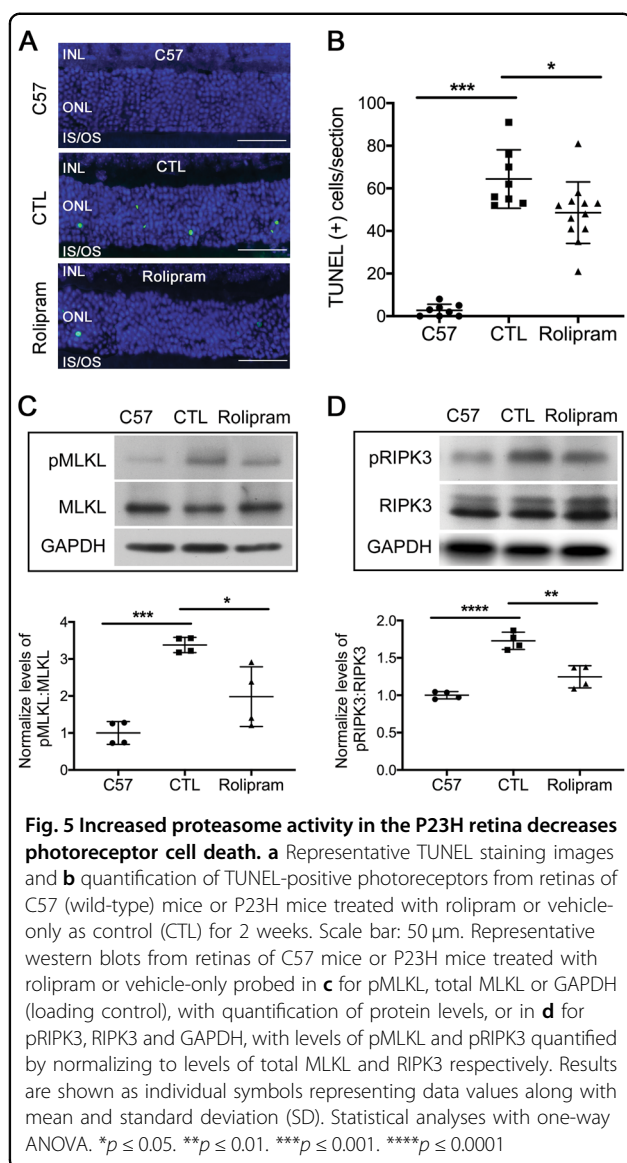 A
INL C57
C57
ONL
IS/OS
INL CTL
CTL
ONL
IS/OS
INL Rolipram
Rolipram
ONL
IS/OS
B
***
*
TUNEL (+) cells/section
100
80
60
40
20
0
C57 CTL Rolipram
C
C57 CTL Rolipram
pMLKL
MLKL
GAPDH
***
*
Normalize levels of
pMLKL:MLKL
4
3
2
1
0
C57 CTL Rolipram
D
C57 CTL Rolipram
pRIPK3
RIPK3
GAPDH
****
**
Normalize levels of
pRIPK3:RIPK3
2.0
1.5
1.0
0.5
0.0
C57 CTL Rolipram
Fig. 5 Increased proteasome activity in the P23H retina decreases
photoreceptor cell death. a Representative TUNEL staining images
and b quantification of TUNEL-positive photoreceptors from retinas of
C57 (wild-type) mice or P23H mice treated with rolipram or vehicle-
only as control (CTL) for 2 weeks. Scale bar: 50 μm. Representative
western blots from retinas of C57 mice or P23H mice treated with
rolipram or vehicle-only probed in c for pMLKL, total MLKL or GAPDH
(loading control), with quantification of protein levels, or in d for
pRIPK3, RIPK3 and GAPDH, with levels of pMLKL and pRIPK3 quantified
by normalizing to levels of total MLKL and RIPK3 respectively. Results
are shown as individual symbols representing data values along with
mean and standard deviation (SD). Statistical analyses with one-way
ANOVA. *p ≤ 0.05. **p ≤ 0.01. ***p ≤ 0.001. ****p ≤ 0.0001